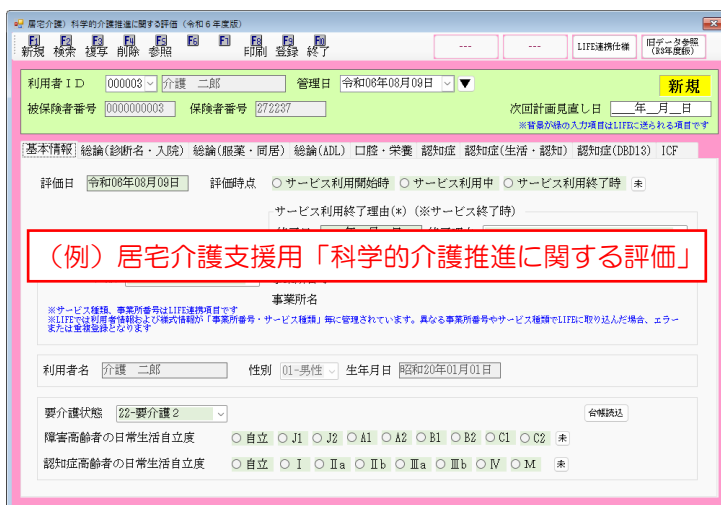 居宅介護）科学的介護推進に関する評価（令和６年度版）
F1 F2 F3 F4 F5 F6 F7 F8 F9 F0
新規 検索 複写 削除 参照 印刷 登録 終了
--- --- LIFE連携仕様 旧データ参照
(R3年度版)
利用者ＩＤ 000003 介護 二郎 管理日 令和06年08月09日 ▼ 新規
被保険者番号 0000000003 保険者番号 272237 次回計画見直し日 ____年__月__日
※背景が緑の入力項目はLIFEに送られる項目です
基本情報 総論(診断名・入院) 総論(服薬・同居) 総論(ADL) 口腔・栄養 認知症 認知症(生活・認知) 認知症(DBD13) ICF
評価日 令和06年08月09日 評価時点 ○サービス利用開始時 ○サービス利用中 ○サービス利用終了時 未
サービス利用終了理由(*)（※サービス終了時）
（例）居宅介護支援用「科学的介護推進に関する評価」
事業所名
※サービス種類、事業所番号はLIFE連携項目です
※LIFEでは利用者情報および様式情報が「事業所番号・サービス種類」毎に管理されています。異なる事業所番号やサービス種類でLIFEに取り込んだ場合、エラー
または重複登録となります
利用者名 介護 二郎 性別 01-男性 生年月日 昭和20年01月01日
要介護状態 22-要介護２ 台帳読込
障害高齢者の日常生活自立度 ○自立 ○J1 ○J2 ○A1 ○A2 ○B1 ○B2 ○C1 ○C2 未
認知症高齢者の日常生活自立度 ○自立 ○Ⅰ ○Ⅱa ○Ⅱb ○Ⅲa ○Ⅲb ○Ⅳ ○M 未